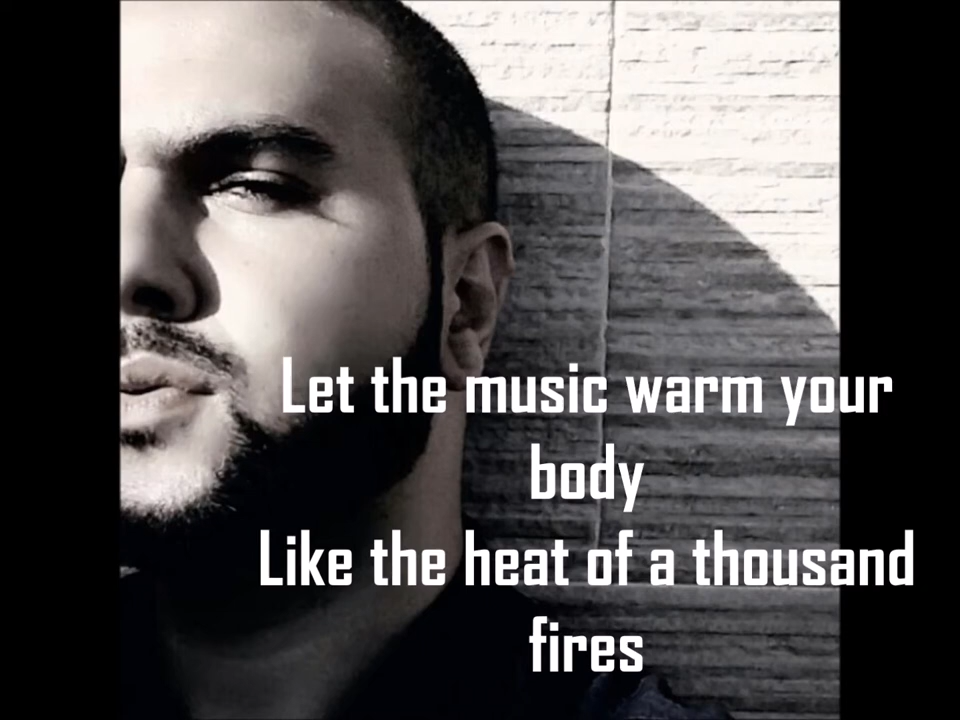 Let the music warm your
body
Like the heat of a thousand
fires